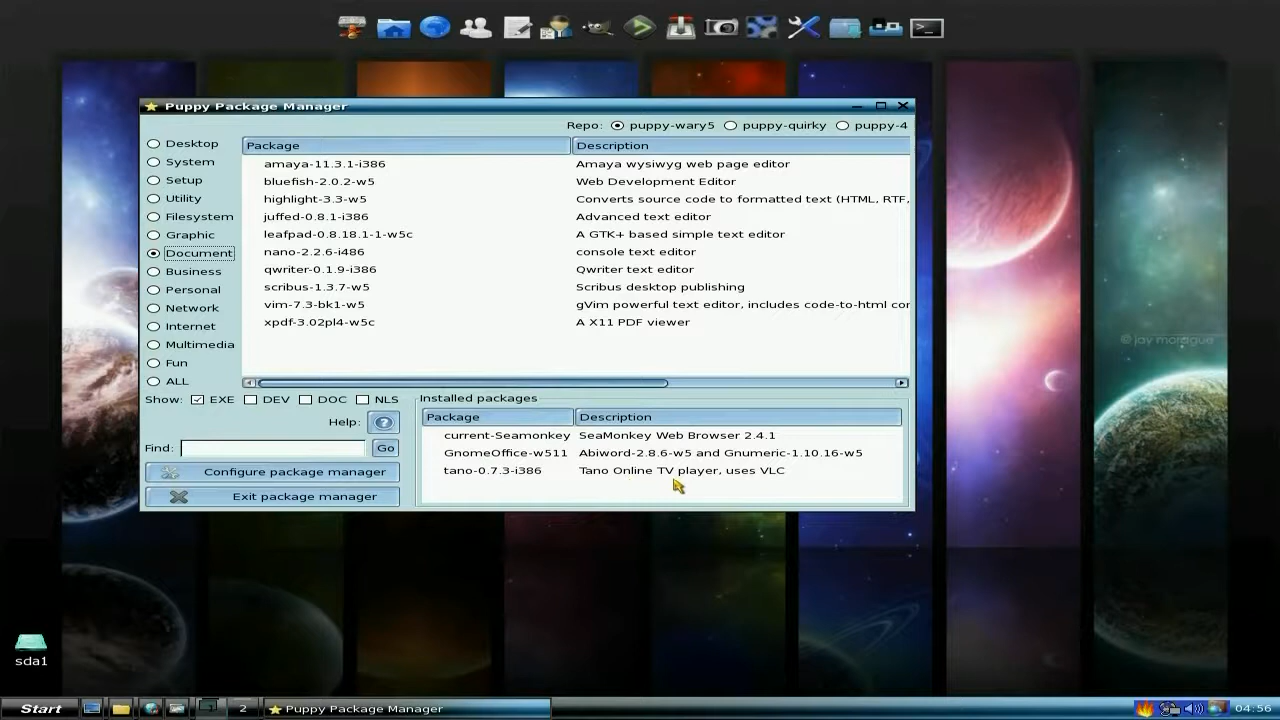 Puppy Package Manager
Repo: puppy-wary5 puppy-quirky puppy-4
Desktop
System
Setup
Utility
Filesystem
Graphic
Document
Business
Personal
Network
Internet
Multimedia
Fun
ALL
Package Description
amaya-11.3.1-i386 Amaya wysiwyg web page editor
bluefish-2.0.2-w5 Web Development Editor
highlight-3.3-w5 Converts source code to formatted text (HTML, RTF,
juffed-0.8.1-i386 Advanced text editor
leafpad-0.8.18.1-1-w5c A GTK+ based simple text editor
nano-2.2.6-i486 console text editor
qwriter-0.1.9-i386 Qwriter text editor
scribus-1.3.7-w5 Scribus desktop publishing
vim-7.3-bk1-w5 gVim powerful text editor, includes code-to-html cor
xpdf-3.02pl4-w5c A X11 PDF viewer
Show: EXE DEV DOC NLS
Help: ?
Find: Go
Configure package manager
Exit package manager
Installed packages
Package Description
current-Seamonkey SeaMonkey Web Browser 2.4.1
GnomeOffice-w511 Abiword-2.8.6-w5 and Gnumeric-1.10.16-w5
tano-0.7.3-i386 Tano Online TV player, uses VLC
© jay morague
sda1
Start 2 Puppy Package Manager 04:56